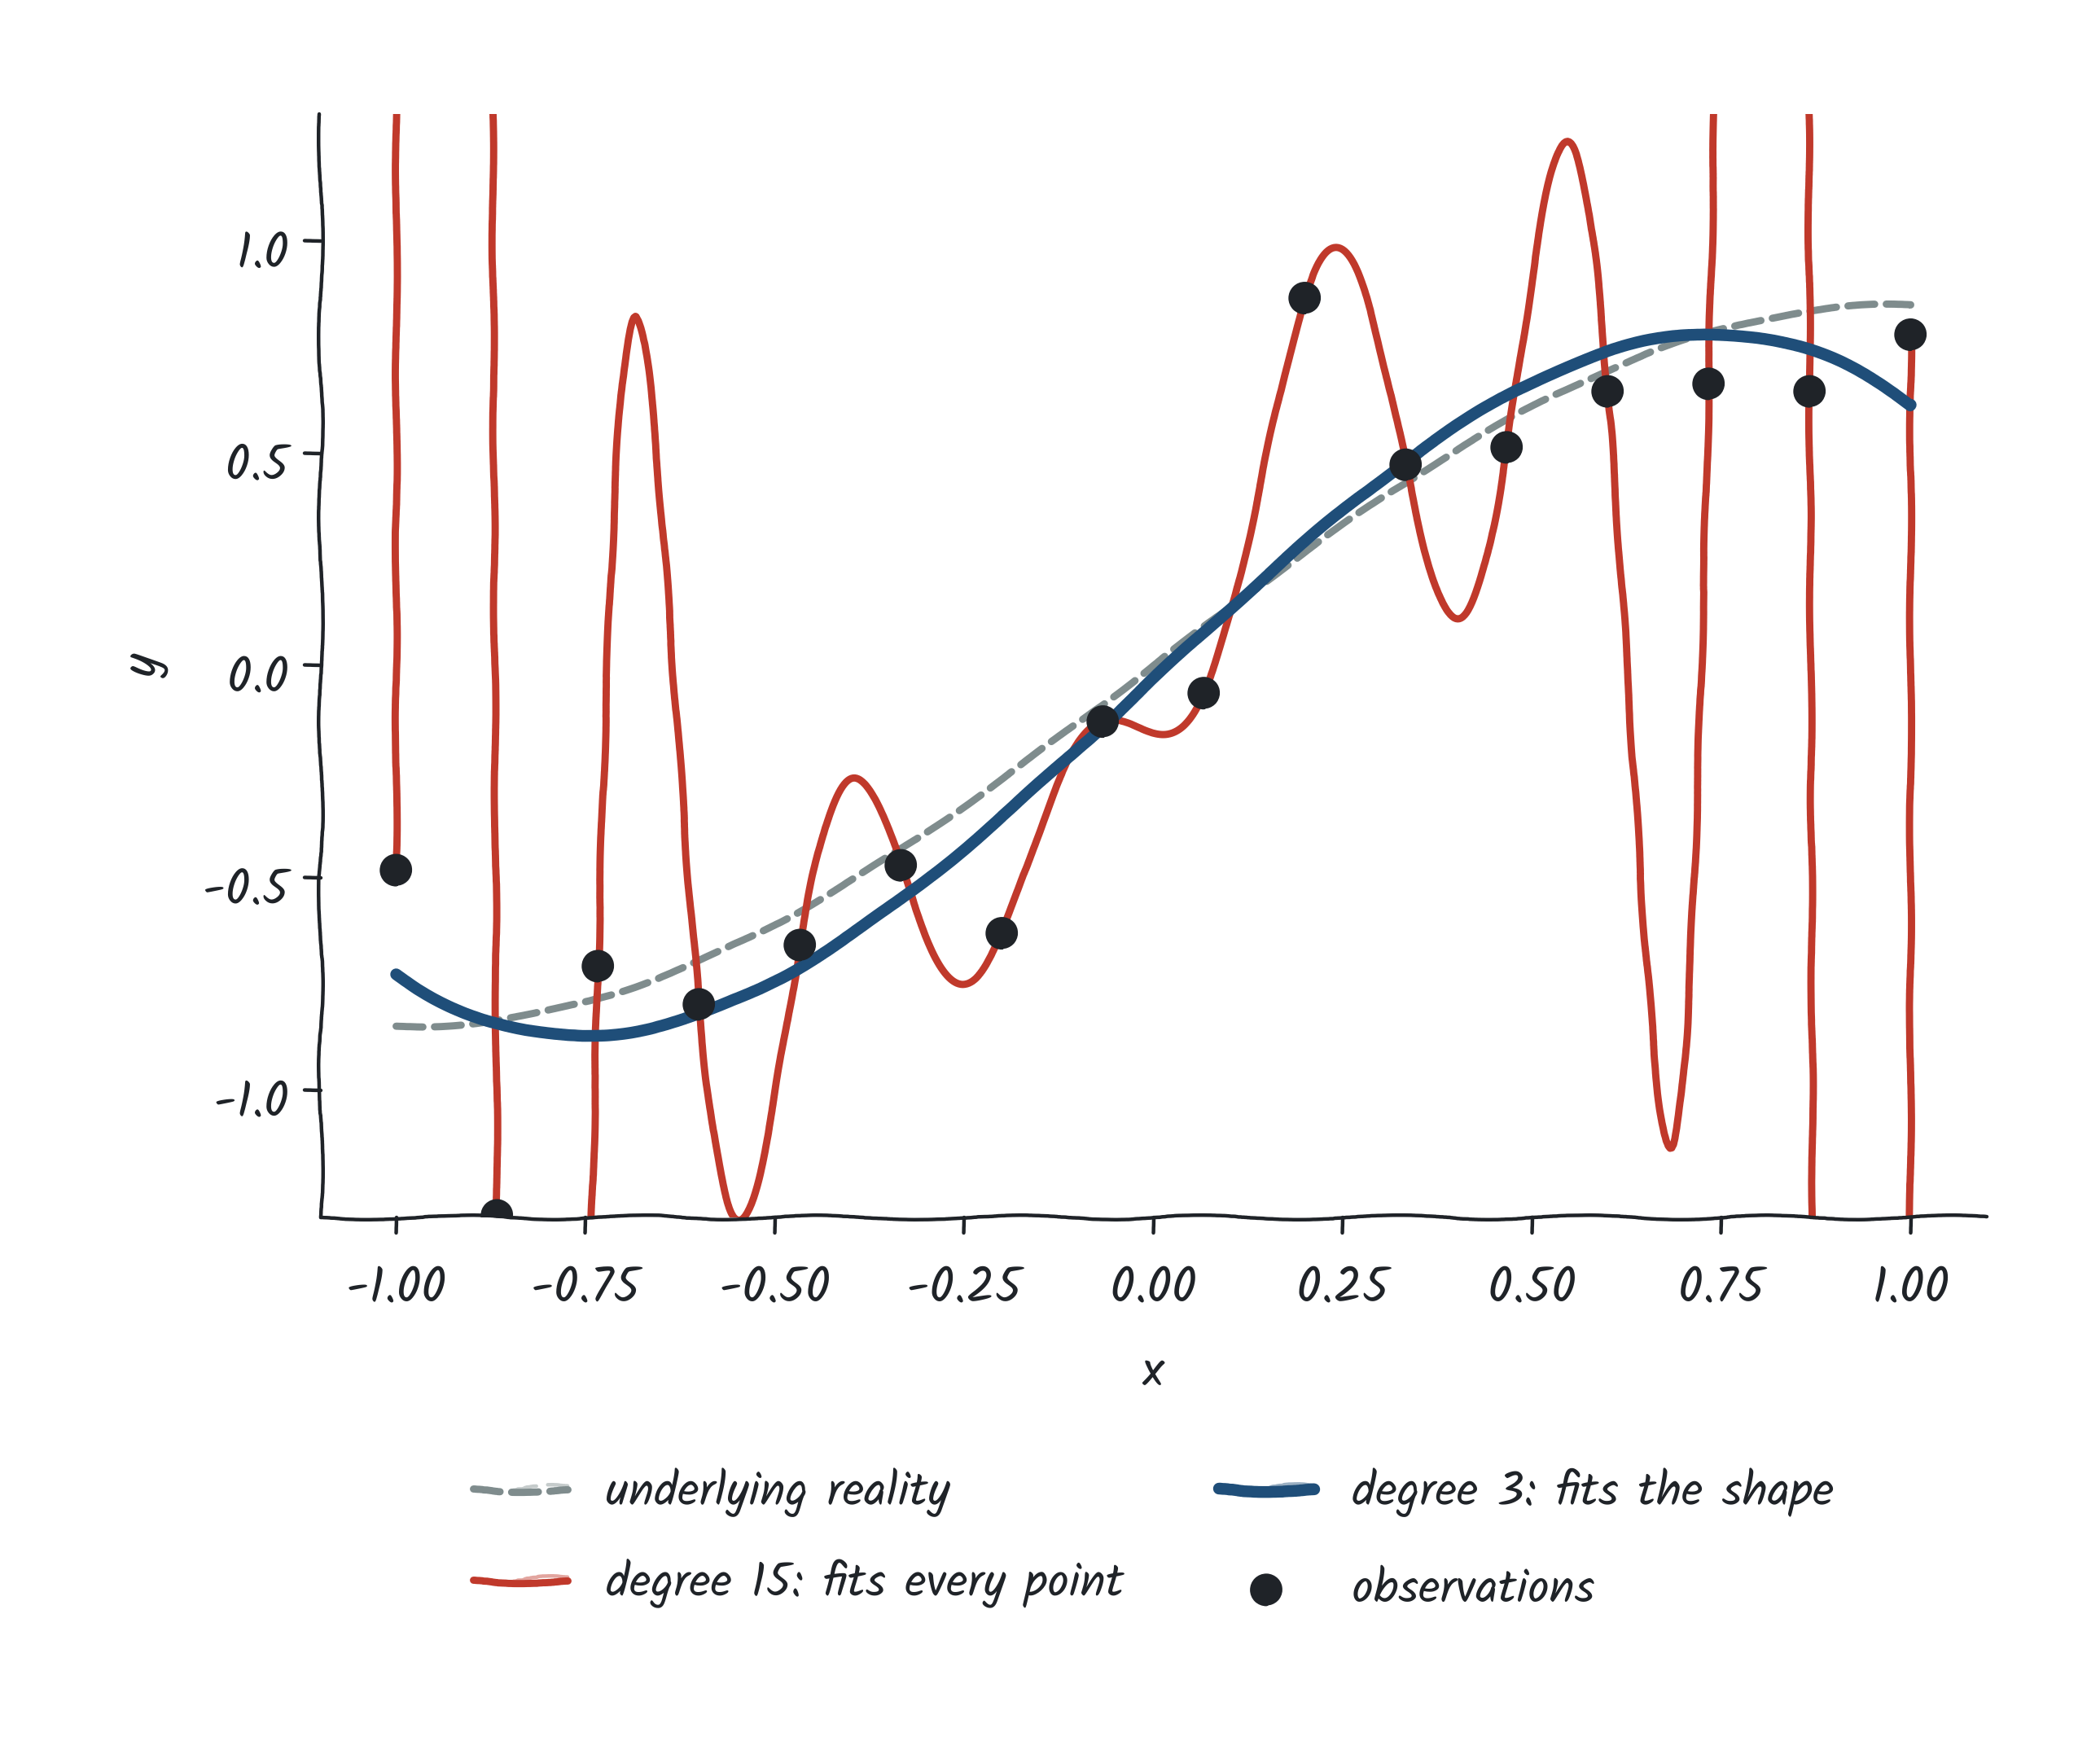 1.0
0.5
0.0
-0.5
-1.0
y
-1.00 -0.75 -0.50 -0.25 0.00 0.25 0.50 0.75 1.00
x
underlying reality degree 3: fits the shape
degree 15: fits every point observations